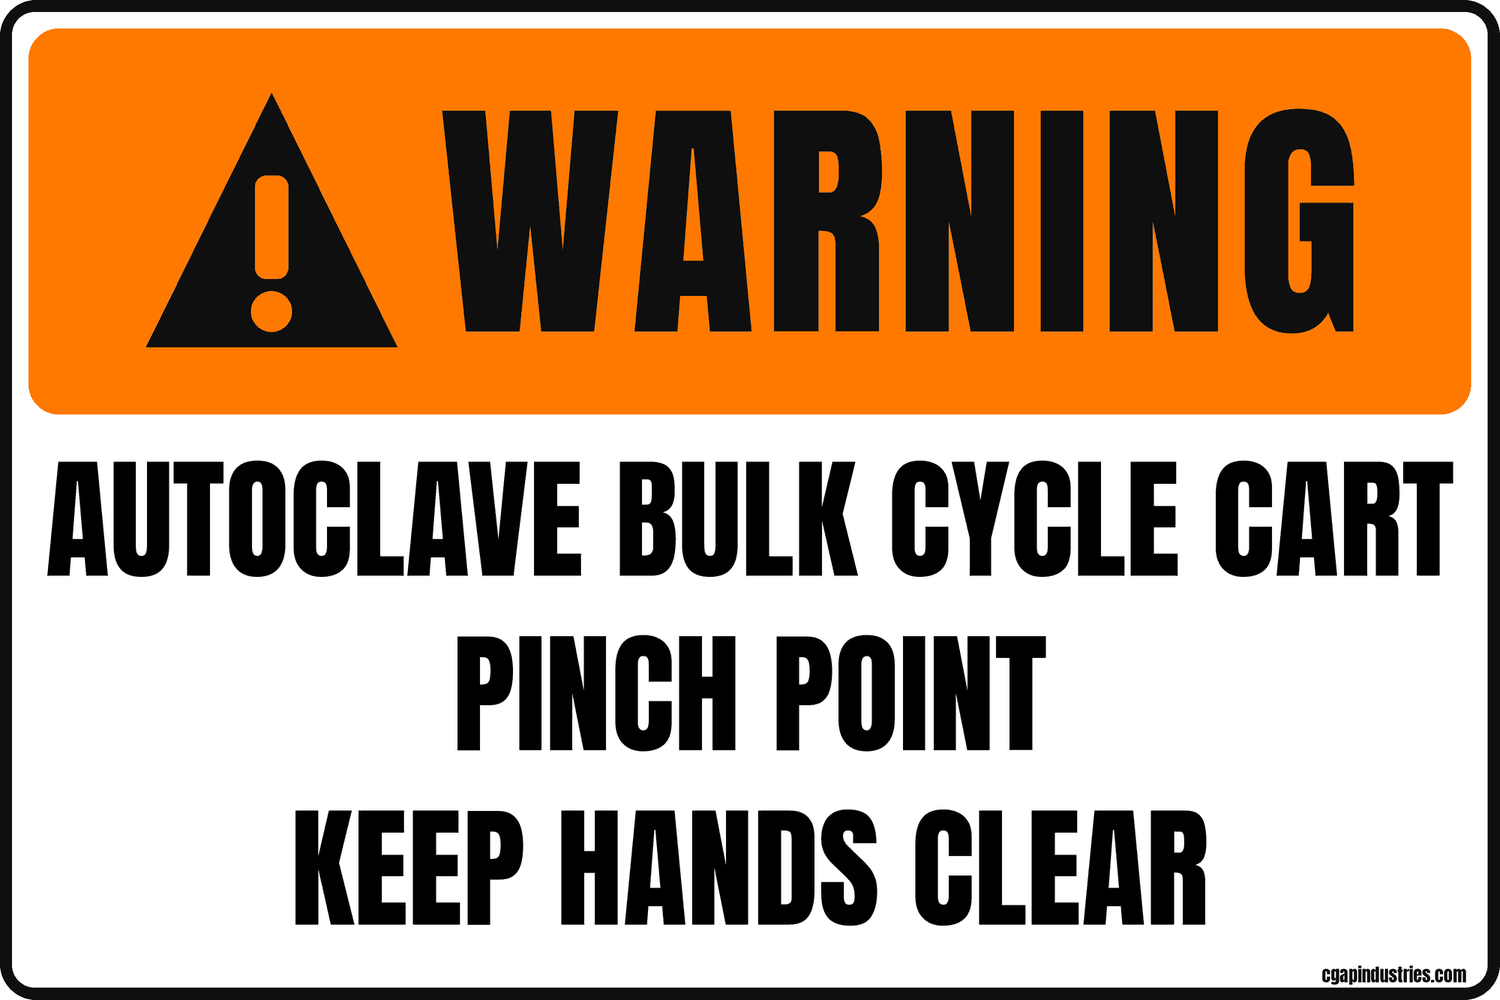 WARNING
AUTOCLAVE BULK CYCLE CART
PINCH POINT
KEEP HANDS CLEAR
cgapindustries.com